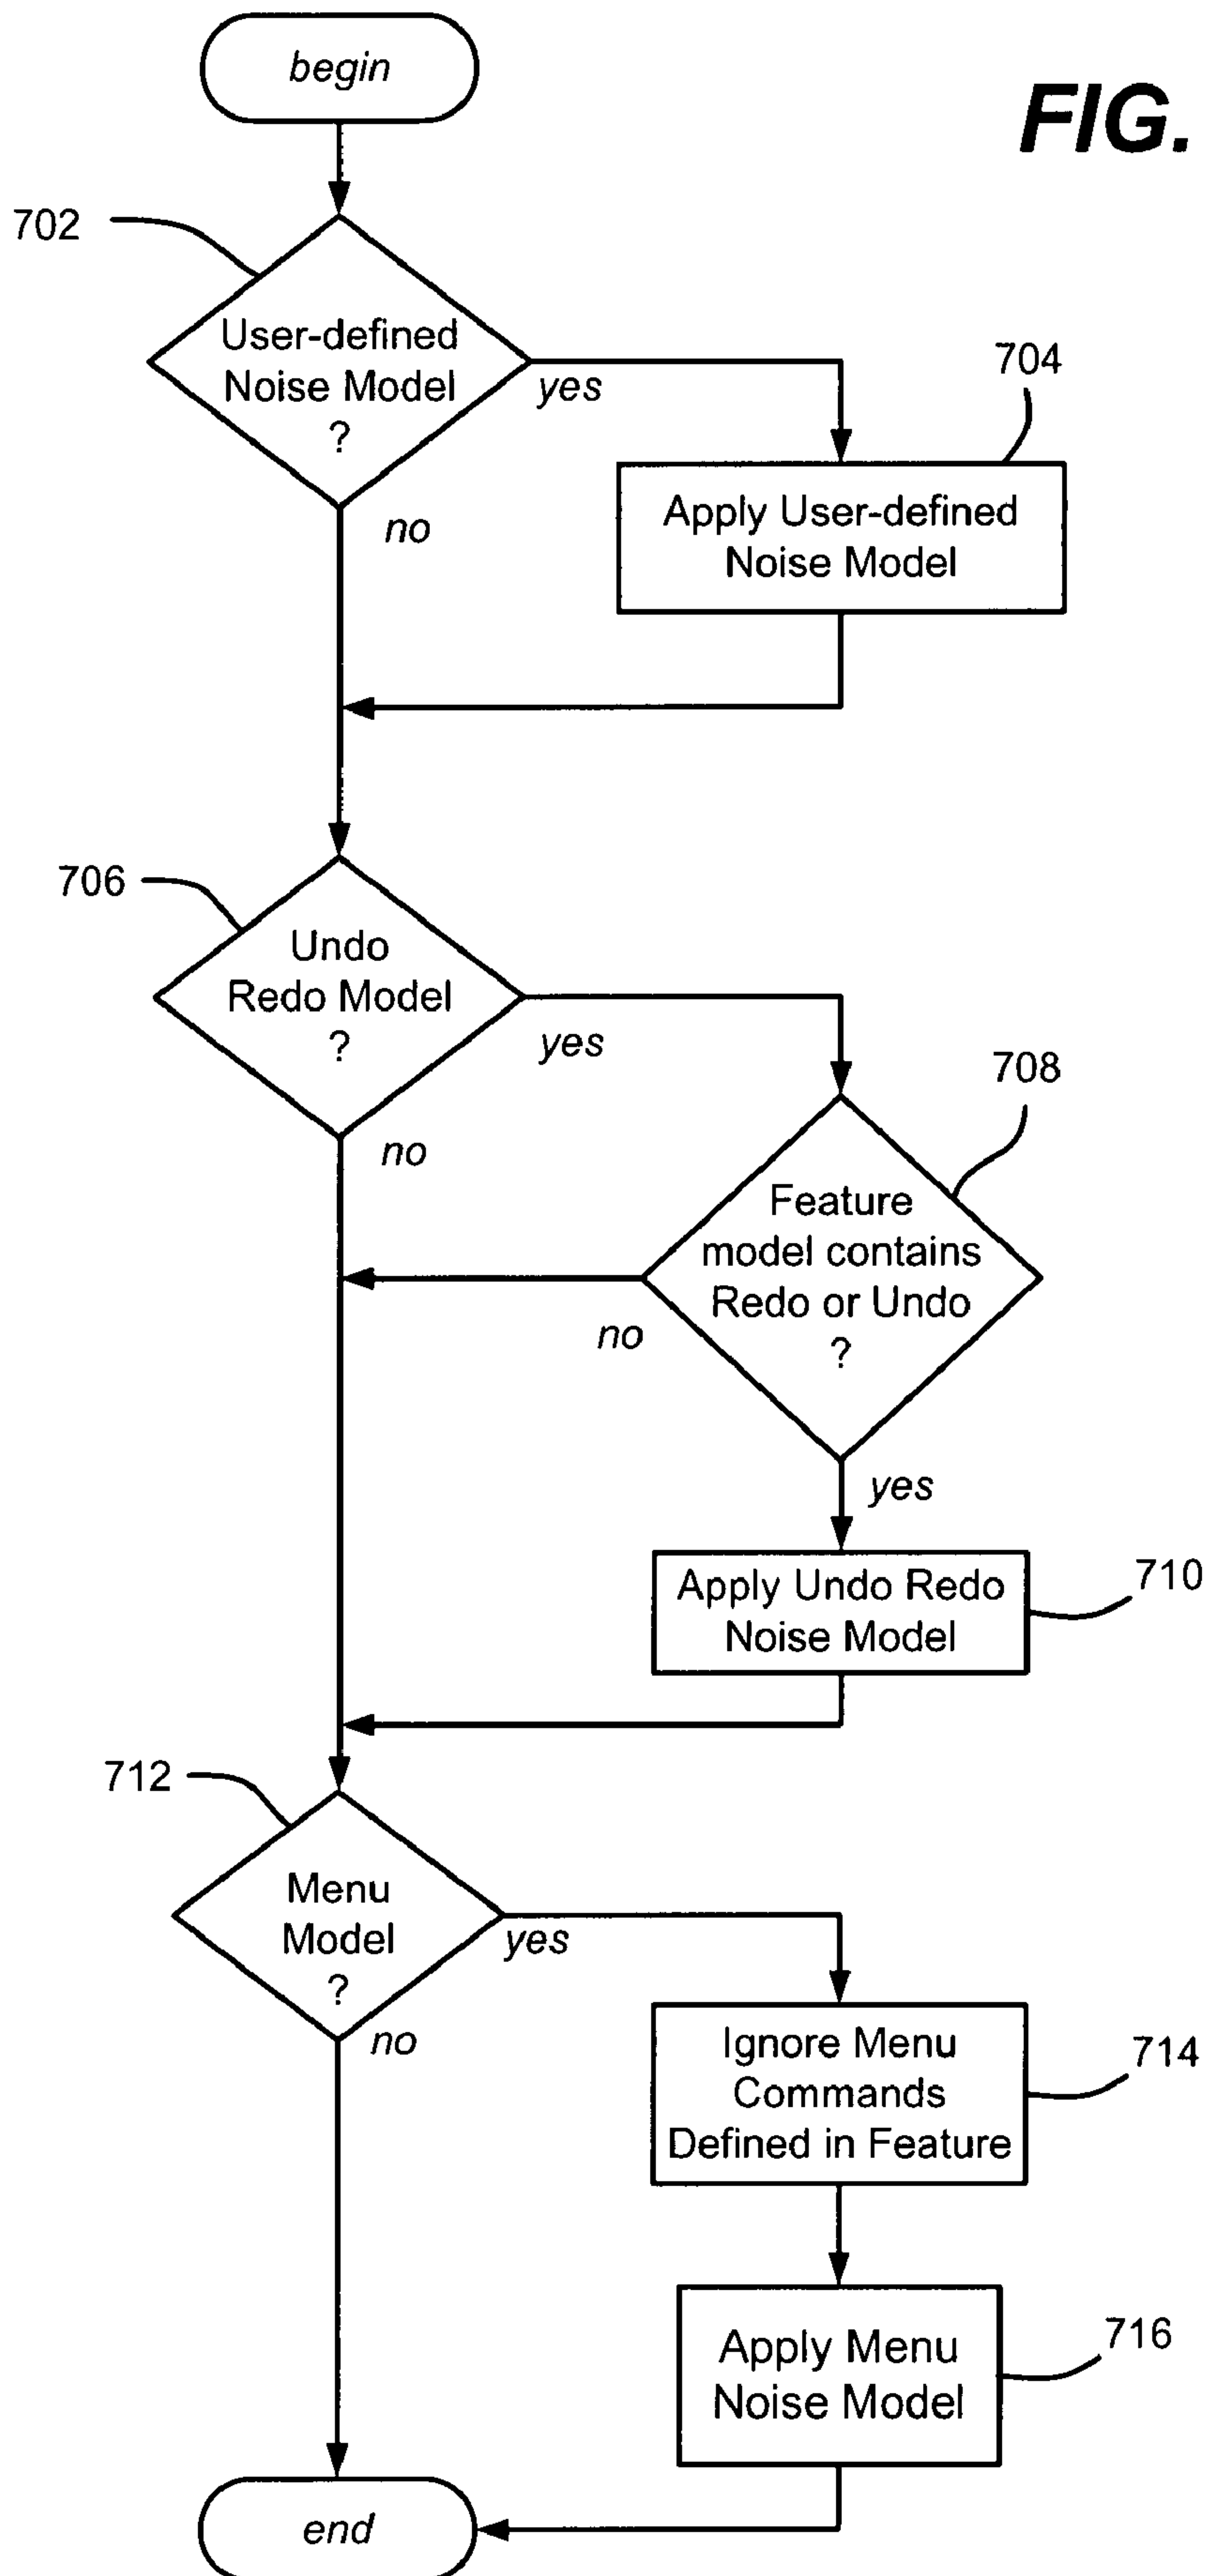 begin
FIG.
702
User-defined
Noise Model
?
yes
no
704
Apply User-defined
Noise Model
706
Undo
Redo Model
?
yes
no
708
Feature
model contains
Redo or Undo
?
no
yes
710
Apply Undo Redo
Noise Model
712
Menu
Model
?
yes
no
714
Ignore Menu
Commands
Defined in Feature
716
Apply Menu
Noise Model
end